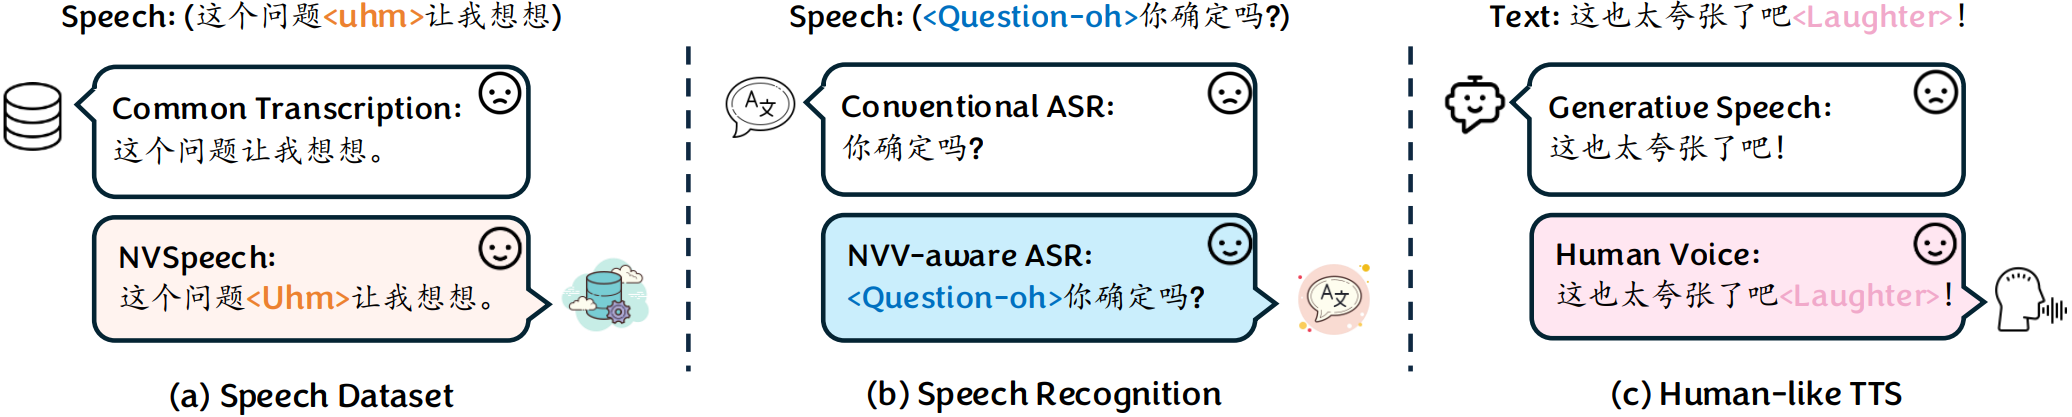 Speech: (这个问题<uhm>让我想想)
Common Transcription:
这个问题让我想想。
NVSpeech:
这个问题<Uhm>让我想想。
(a) Speech Dataset
Speech: (<Question-oh>你确定吗?)
A文
Conventional ASR:
你确定吗?
NVV-aware ASR:
<Question-oh>你确定吗?
A文
(b) Speech Recognition
Text: 这也太夸张了吧<Laughter>!
Generative Speech:
这也太夸张了吧!
Human Voice:
这也太夸张了吧<Laughter>!
(c) Human-like TTS